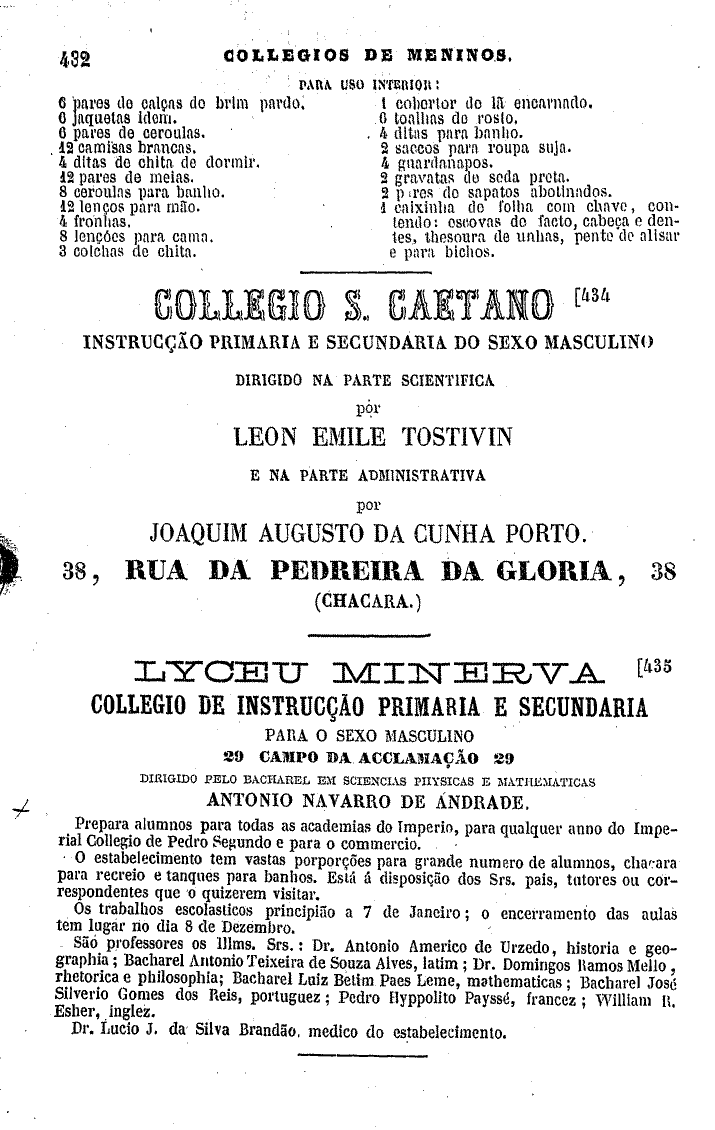 432
COLLEGIOS DE MENINOS.
PARA USO INTERIOR:
6 pares de calças de brim pardo.
6 jaquetas idem.
6 pares de ceroulas.
12 camisas brancas.
4 ditas de chita de dormir.
12 pares de meias.
8 ceroulas para banho.
12 lenços para mão.
4 fronhas.
8 lençóes para cama.
3 colchas de chita.
1 cobertor de lã encarnado.
6 toalhas de rosto.
4 ditas para banho.
2 saccos para roupa suja.
4 guardanapos.
2 gravatas de seda preta.
2 pares de sapatos abotinados.
1 caixinha de folha com chave, con-
tendo: escovas de facto, cabeça e den-
tes, thesoura de unhas, pente de alisar
e para bichos.
COLLEGIO S. CAETANO [434
INSTRUCÇÃO PRIMARIA E SECUNDARIA DO SEXO MASCULINO
DIRIGIDO NA PARTE SCIENTIFICA
por
LEON EMILE TOSTIVIN
E NA PARTE ADMINISTRATIVA
por
JOAQUIM AUGUSTO DA CUNHA PORTO.
38, RUA DA PEDREIRA DA GLORIA, 38
(CHACARA.)
LYCEU MINERVA [435
COLLEGIO DE INSTRUCÇÃO PRIMARIA E SECUNDARIA
PARA O SEXO MASCULINO
29 CAMPO DA ACCLAMAÇÃO 29
DIRIGIDO PELO BACHAREL EM SCIENCIAS PHYSICAS E MATHEMATICAS
ANTONIO NAVARRO DE ANDRADE.
Prepara alumnos para todas as academias do Imperio, para qualquer anno do Impe-
rial Collegio de Pedro Segundo e para o commercio.
O estabelecimento tem vastas porporções para grande numero de alumnos, chacara
para recreio e tanques para banhos. Está á disposição dos Srs. pais, tutores ou cor-
respondentes que o quizerem visitar.
Os trabalhos escolasticos principião a 7 de Janeiro; o encerramento das aulas
tem lugar no dia 8 de Dezembro.
São professores os Illms. Srs.: Dr. Antonio Americo de Urzedo, historia e geo-
graphia; Bacharel Antonio Teixeira de Souza Alves, latim; Dr. Domingos Ramos Mello,
rhetorica e philosophia; Bacharel Luiz Betim Paes Leme, mathematicas; Bacharel José
Silverio Gomes dos Reis, portuguez; Pedro Hyppolito Payssé, francez; William R.
Esher, inglez.
Dr. Lucio J. da Silva Brandão, medico do estabelecimento.